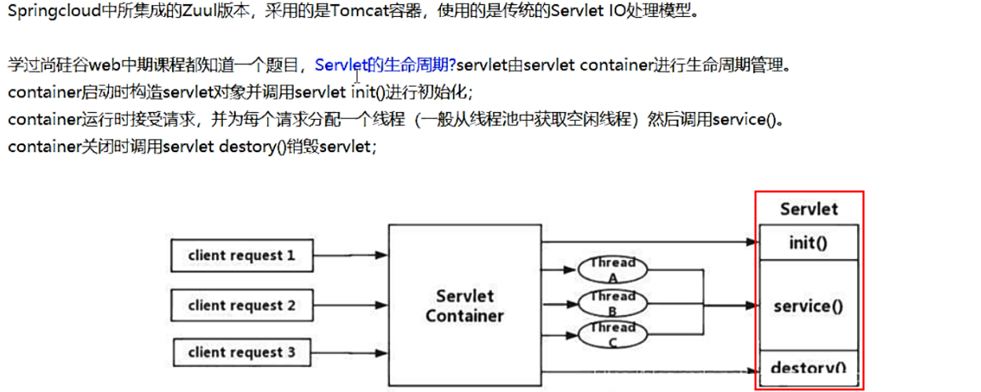 Springcloud中所集成的Zuul版本，采用的是Tomcat容器，使用的是传统的Servlet IO处理模型。
学过尚硅谷web中期课程都知道一个题目，Servlet的生命周期?servlet由servlet container进行生命周期管理。
container启动时构造servlet对象并调用servlet init()进行初始化；
container运行时接受请求，并为每个请求分配一个线程（一般从线程池中获取空闲线程）然后调用service()。
container关闭时调用servlet destory()销毁servlet；
Servlet
init()
client request 1
Thread
A
client request 2
Servlet
Container
Thread
B
service()
Thread
C
client request 3
destory()